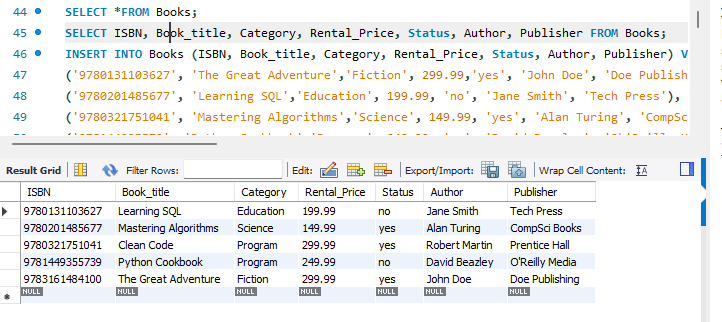 44 SELECT *FROM Books;
45 SELECT ISBN, Book_title, Category, Rental_Price, Status, Author, Publisher FROM Books;
46 INSERT INTO Books (ISBN, Book_title, Category, Rental_Price, Status, Author, Publisher) V
47 ('9780131103627', 'The Great Adventure','Fiction', 299.99,'yes', 'John Doe', 'Doe Publish
48 ('9780201485677', 'Learning SQL','Education', 199.99, 'no', 'Jane Smith', 'Tech Press'),
49 ('9780321751041', 'Mastering Algorithms','Science', 149.99, 'yes', 'Alan Turing', 'CompSc
Result Grid Filter Rows: Edit: Export/Import: Wrap Cell Content:
ISBN Book_title Category Rental_Price Status Author Publisher
9780131103627 Learning SQL Education 199.99 no Jane Smith Tech Press
9780201485677 Mastering Algorithms Science 149.99 yes Alan Turing CompSci Books
9780321751041 Clean Code Program 299.99 yes Robert Martin Prentice Hall
9781449355739 Python Cookbook Program 249.99 no David Beazley O'Reilly Media
9783161484100 The Great Adventure Fiction 299.99 yes John Doe Doe Publishing
NULL NULL NULL NULL NULL NULL NULL